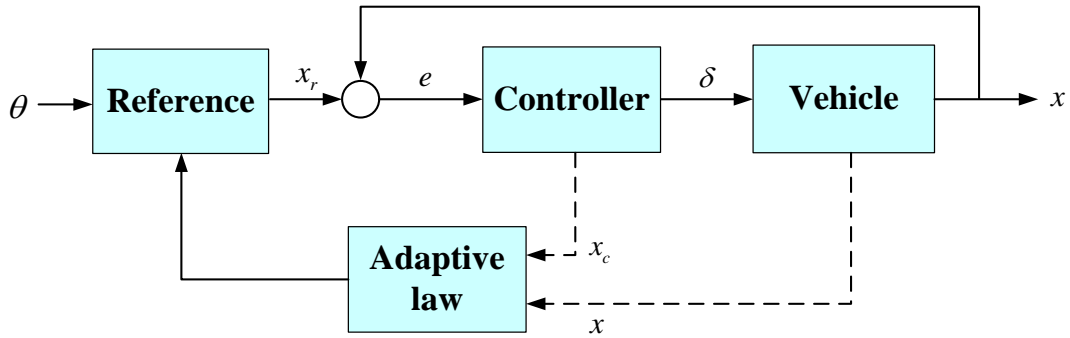 θ
Reference
x_r
e
Controller
δ
Vehicle
x
Adaptive
law
x_c
x